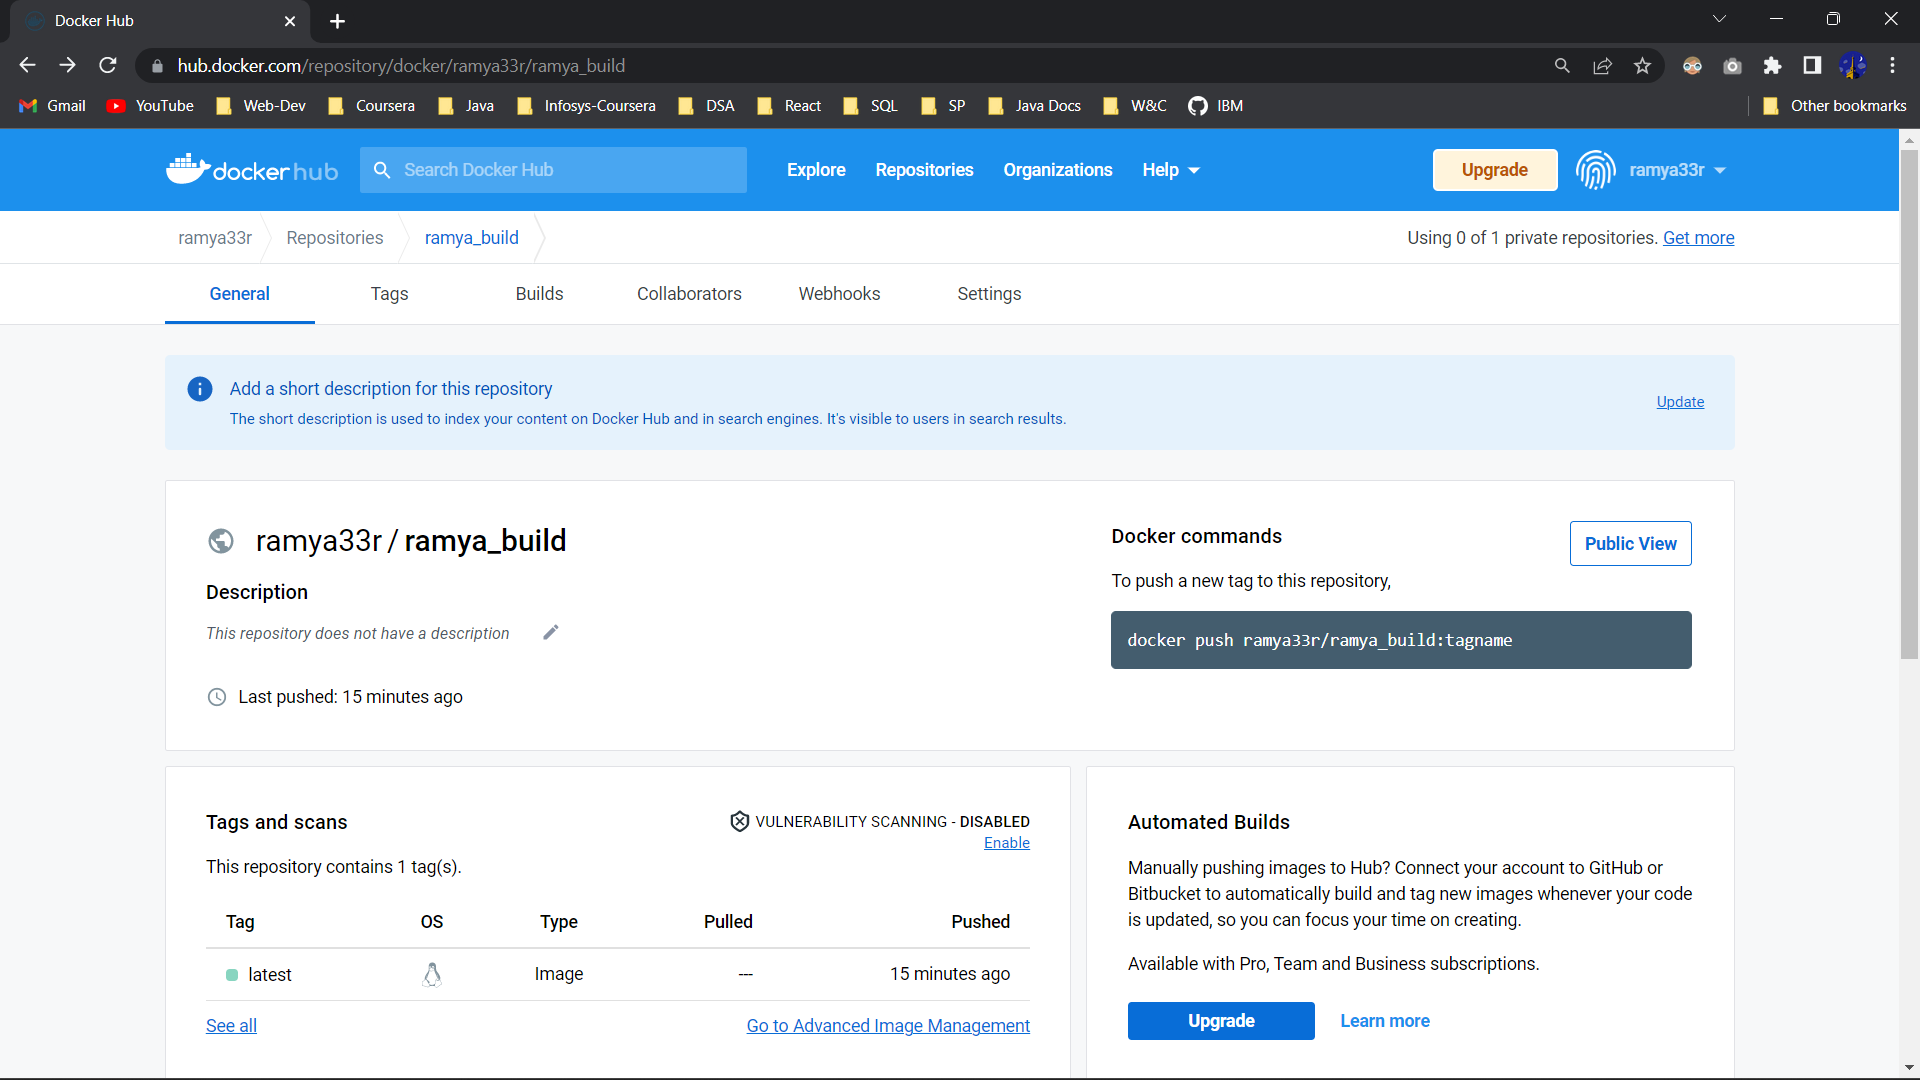 Docker Hub
hub.docker.com/repository/docker/ramya33r/ramya_build
Gmail YouTube Web-Dev Coursera Java Infosys-Coursera DSA React SQL SP Java Docs W&C IBM Other bookmarks
dockerhub Search Docker Hub Explore Repositories Organizations Help Upgrade ramya33r
ramya33r Repositories ramya_build Using 0 of 1 private repositories. Get more
General Tags Builds Collaborators Webhooks Settings
Add a short description for this repository
The short description is used to index your content on Docker Hub and in search engines. It's visible to users in search results.
Update
ramya33r / ramya_build
Description
This repository does not have a description
Last pushed: 15 minutes ago
Docker commands
Public View
To push a new tag to this repository,
docker push ramya33r/ramya_build:tagname
Tags and scans
VULNERABILITY SCANNING - DISABLED
Enable
This repository contains 1 tag(s).
Tag OS Type Pulled Pushed
latest Image --- 15 minutes ago
See all Go to Advanced Image Management
Automated Builds
Manually pushing images to Hub? Connect your account to GitHub or
Bitbucket to automatically build and tag new images whenever your code
is updated, so you can focus your time on creating.
Available with Pro, Team and Business subscriptions.
Upgrade Learn more